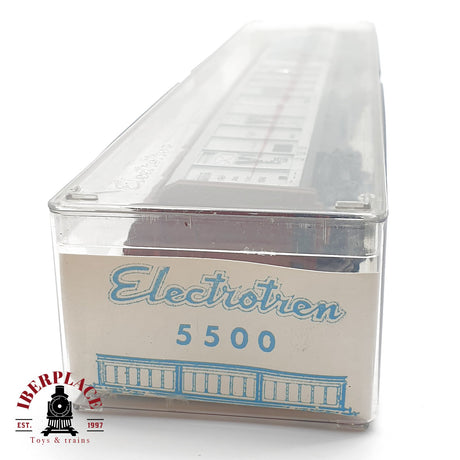 Electrotren
5500
IBERPLACE
EST. 1997
Toys & trains